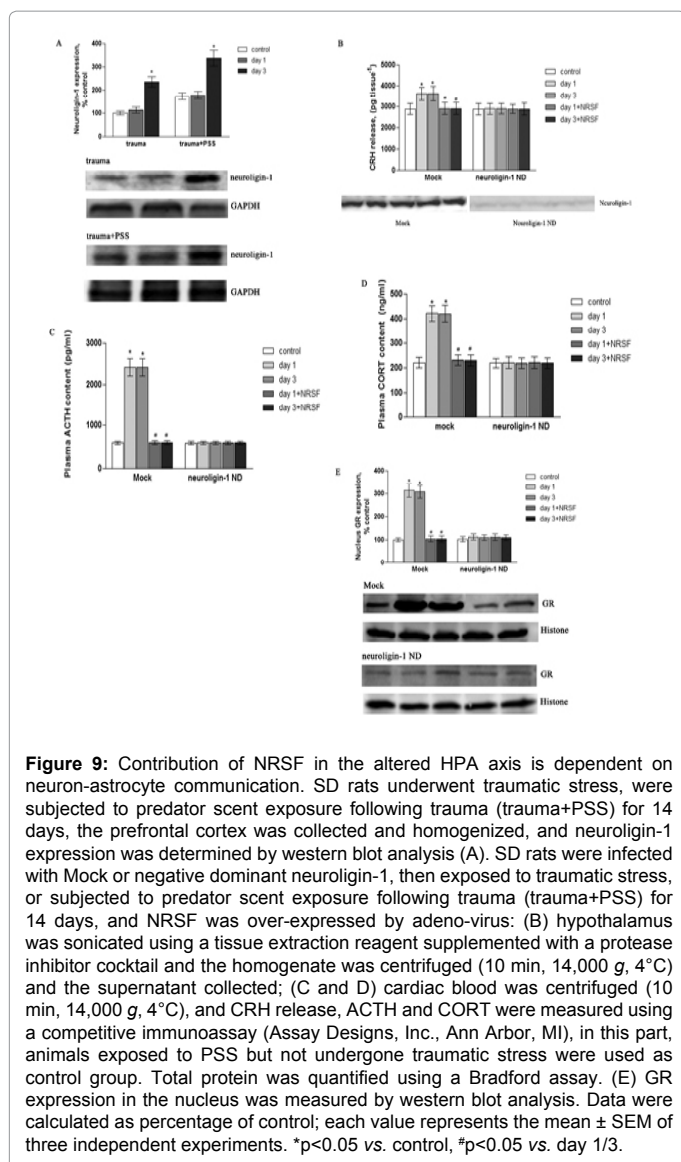 A
Neuroligin-1 expression,
% control
400
300
200
100
0
trauma
trauma+PSS
control
day 1
day 3
*
*
trauma
neuroligin-1
GAPDH
trauma+PSS
neuroligin-1
GAPDH
B
CRH release, (pg tissue
6000
5000
4000
3000
2000
1000
0
Mock
neuroligin-1 ND
control
day 1
day 3
day 1+NRSF
day 3+NRSF
Mock
Neuroligin-1 ND
Neuroligin-1
C
Plasma ACTH content (pg/ml)
3000
2000
1000
0
Mock
neuroligin-1 ND
control
day 1
day 3
day 1+NRSF
day 3+NRSF
* *
# #
D
Plasma CORT content (ng/ml)
600
400
200
0
mock
neuroligin-1 ND
control
day 1
day 3
day 1+NRSF
day 3+NRSF
* *
# #
E
Nucleus GR expression,
% control
400
300
200
100
0
Mock
neuroligin-1 ND
control
day 1
day 3
day 1+NRSF
day 3+NRSF
Mock
GR
Histone
neuroligin-1 ND
GR
Histone
Figure 9: Contribution of NRSF in the altered HPA axis is dependent on
neuron-astrocyte communication. SD rats underwent traumatic stress, were
subjected to predator scent exposure following trauma (trauma+PSS) for 14
days, the prefrontal cortex was collected and homogenized, and neuroligin-1
expression was determined by western blot analysis (A). SD rats were infected
with Mock or negative dominant neuroligin-1, then exposed to traumatic stress,
or subjected to predator scent exposure following trauma (trauma+PSS) for
14 days, and NRSF was over-expressed by adeno-virus: (B) hypothalamus
was sonicated using a tissue extraction reagent supplemented with a protease
inhibitor cocktail and the homogenate was centrifuged (10 min, 14,000 g, 4°C)
and the supernatant collected; (C and D) cardiac blood was centrifuged (10
min, 14,000 g, 4°C), and CRH release, ACTH and CORT were measured using
a competitive immunoassay (Assay Designs, Inc., Ann Arbor, MI), in this part,
animals exposed to PSS but not undergone traumatic stress were used as
control group. Total protein was quantified using a Bradford assay. (E) GR
expression in the nucleus was measured by western blot analysis. Data were
calculated as percentage of control; each value represents the mean ± SEM of
three independent experiments. *p<0.05 vs. control, #p<0.05 vs. day 1/3.